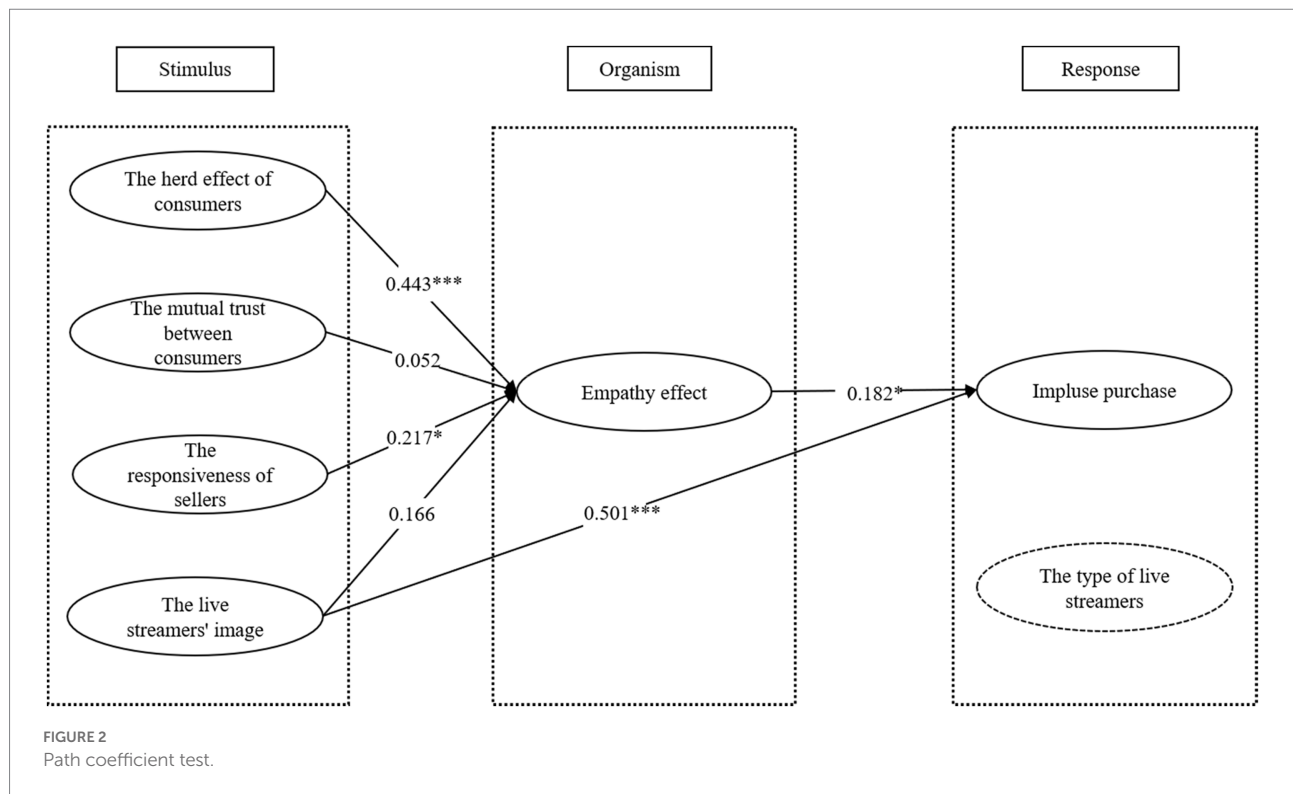 Stimulus
Organism
Response
The herd effect of
consumers
0.443***
The mutual trust
between
consumers
0.052
Empathy effect
0.182*
Impluse purchase
The
responsiveness of
sellers
0.217*
0.166
0.501***
The live
streamers' image
The type of live
streamers
FIGURE 2
Path coefficient test.